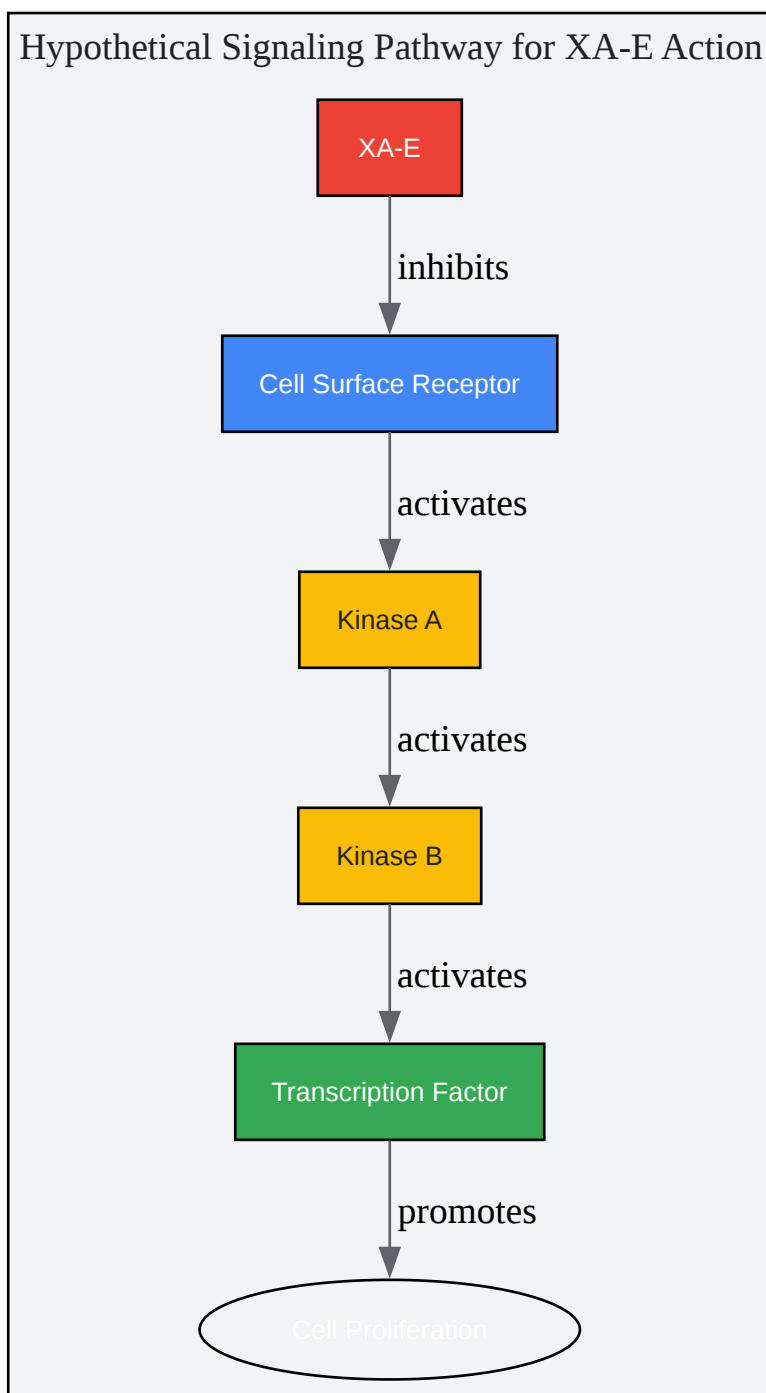 Hypothetical Signaling Pathway for XA-E Action
XA-E
inhibits
Cell Surface Receptor
activates
Kinase A
activates
Kinase B
activates
Transcription Factor
promotes
Cell Proliferation